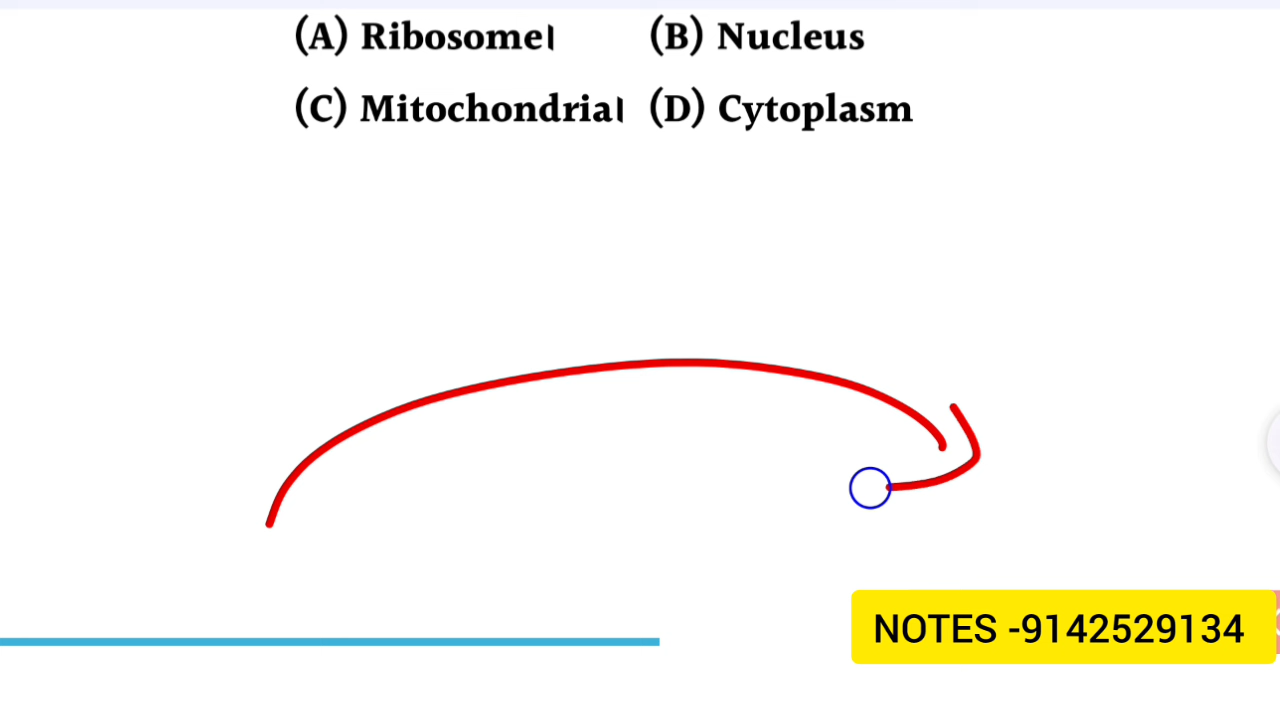 (A) Ribosome। (B) Nucleus
(C) Mitochondria। (D) Cytoplasm
NOTES -9142529134